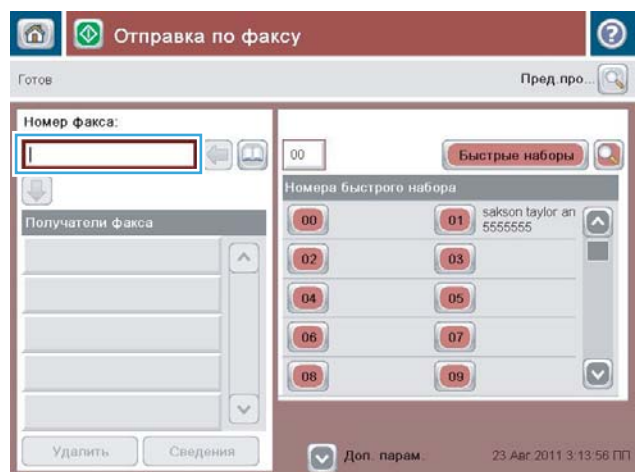 Отправка по факсу
?
Готов
Пред.про...
Номер факса:
00
Быстрые наборы
Номера быстрого набора
Получатели факса
00
01
sakson taylor an
5555555
02
03
04
05
06
07
08
09
Удалить
Сведения
Доп. парам.
23 Авг 2011 3:13:56 ПП